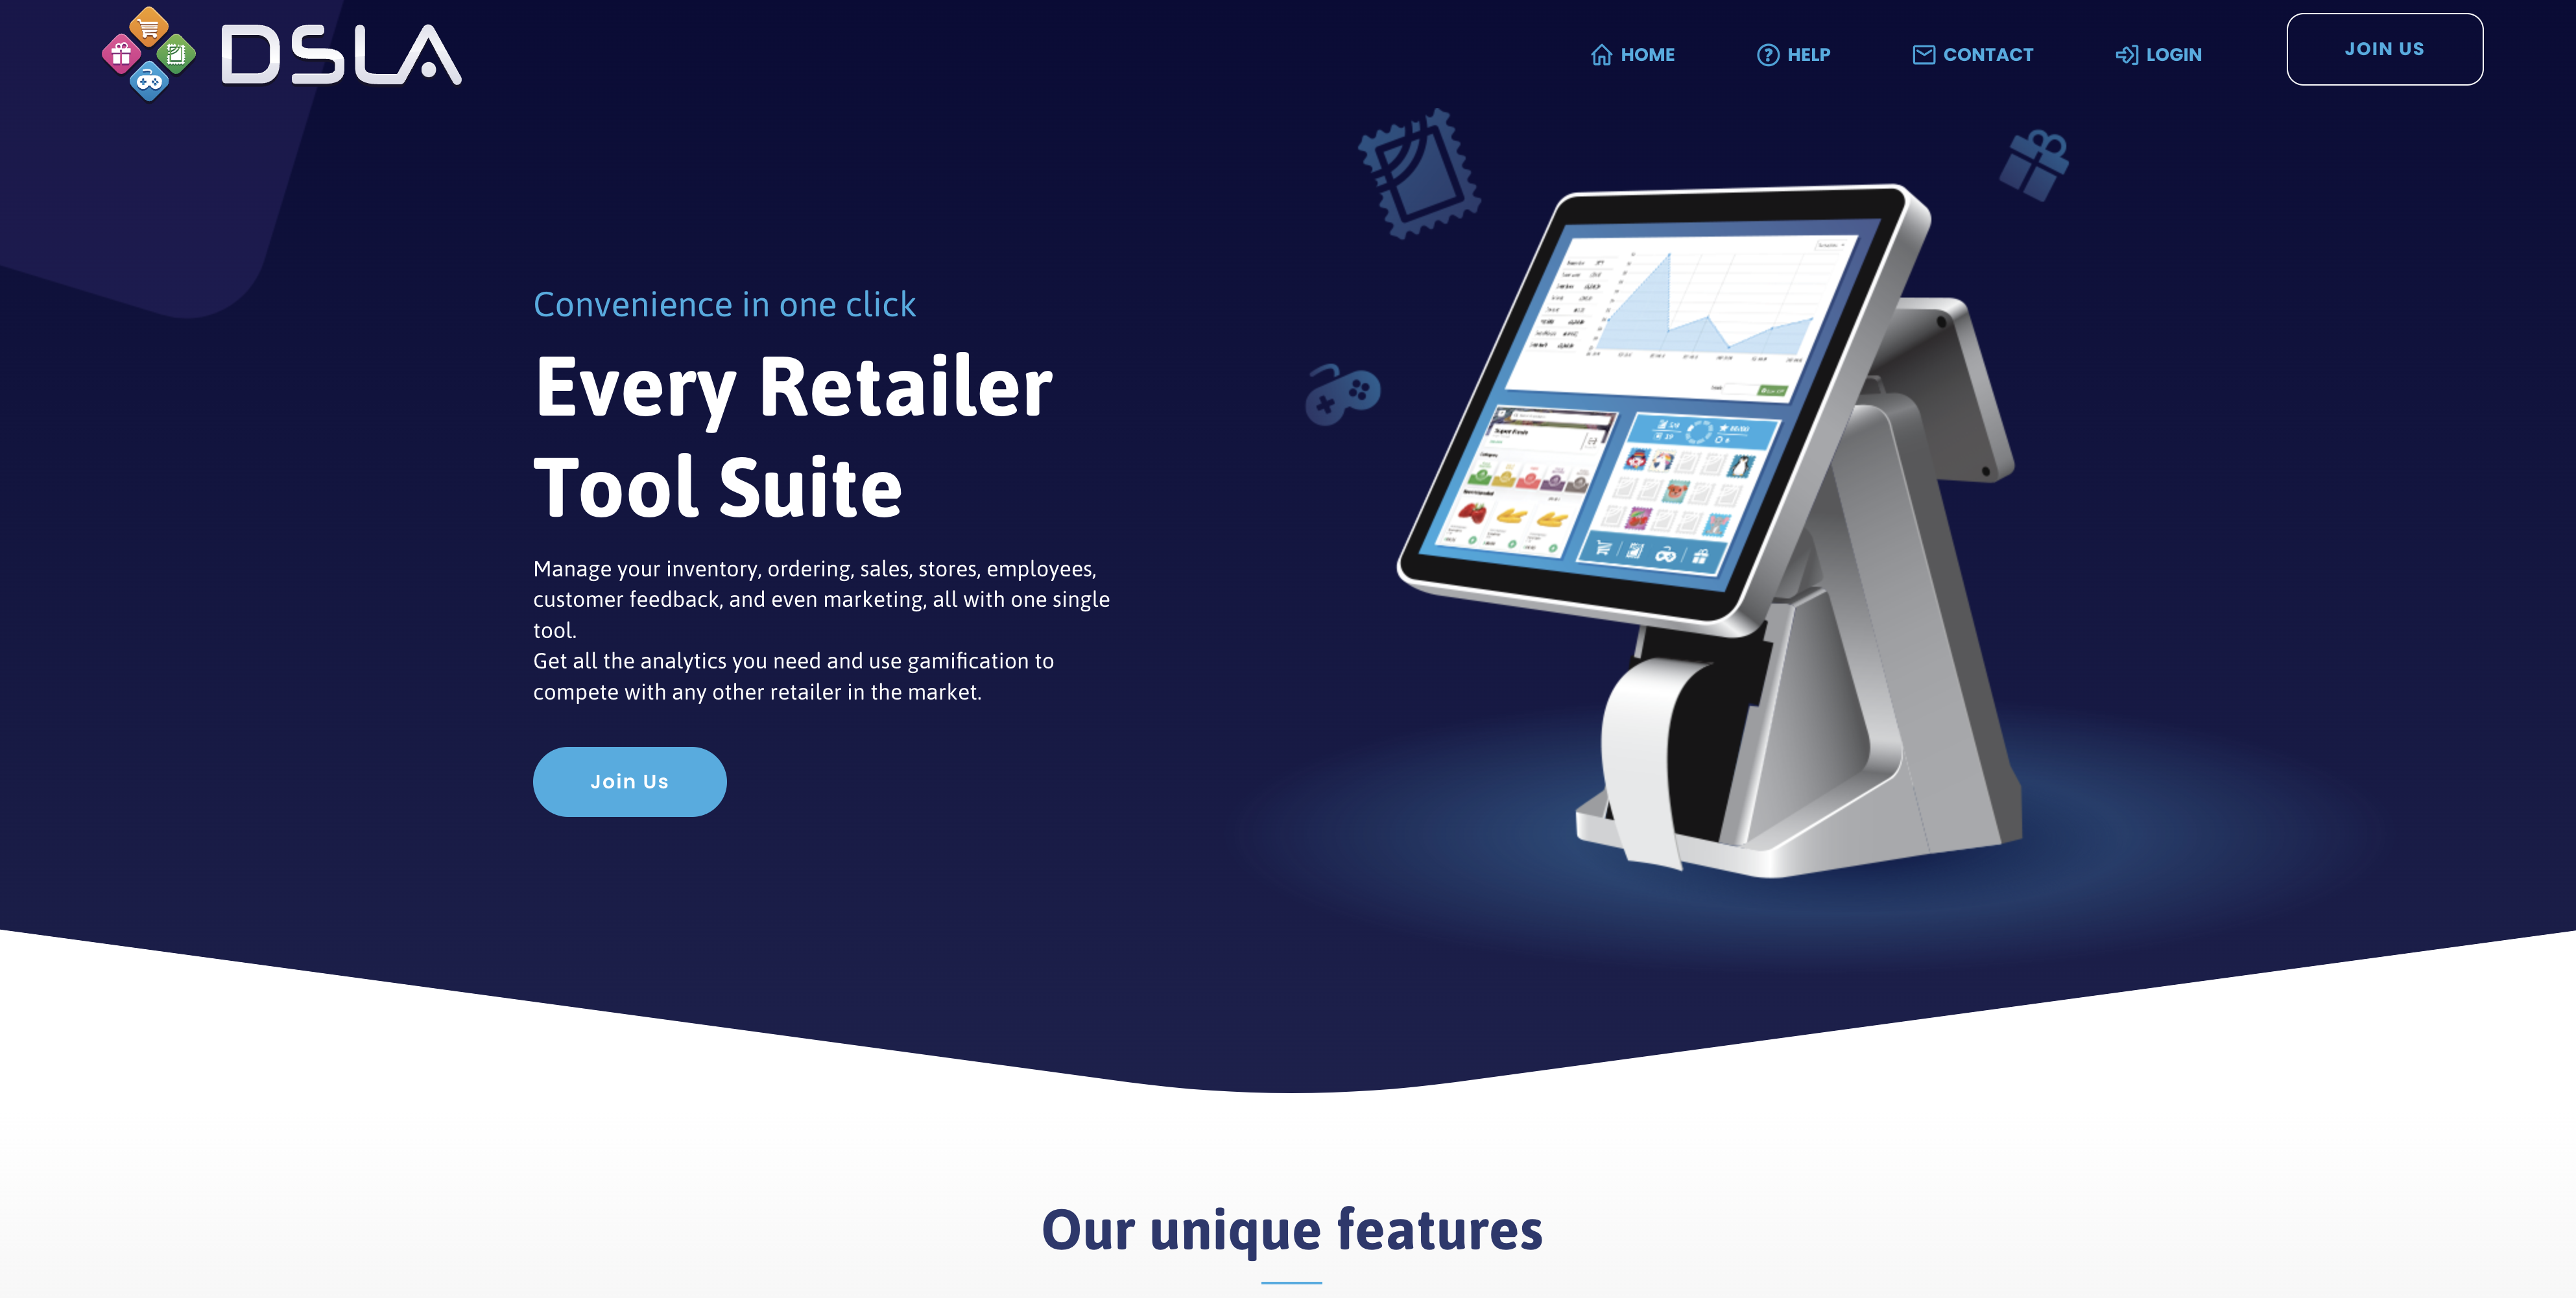 DSLA
HOME
HELP
CONTACT
LOGIN
JOIN US
Convenience in one click
Every Retailer
Tool Suite
Manage your inventory, ordering, sales, stores, employees,
customer feedback, and even marketing, all with one single
tool.
Get all the analytics you need and use gamification to
compete with any other retailer in the market.
Join Us
Our unique features